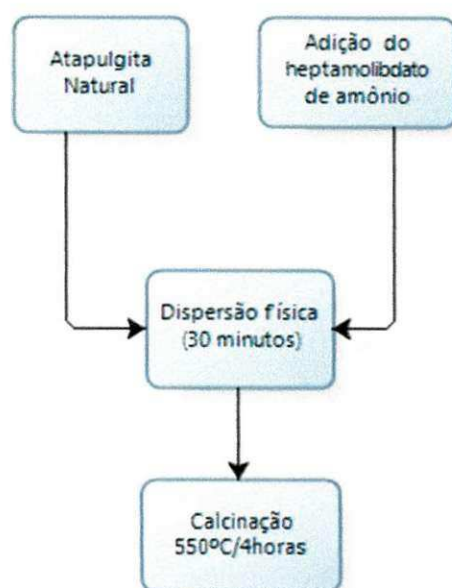 Atapulgita
Natural
Adição do
heptamolibdato
de amônio
Dispersão física
(30 minutos)
Calcinação
550ºC/4horas